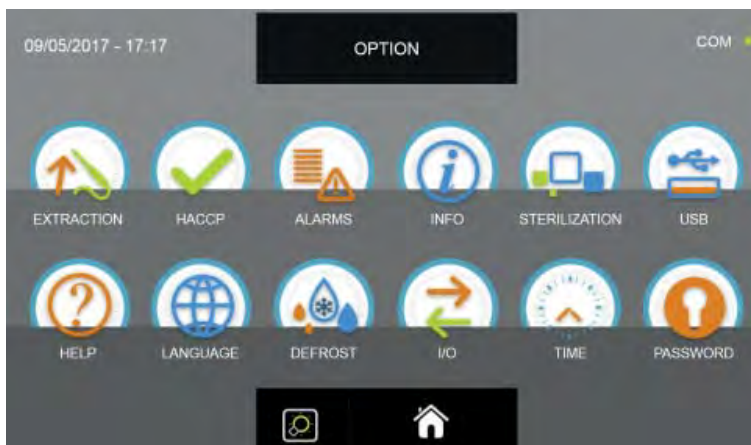 09/05/2017 - 17:17 OPTION COM
EXTRACTION HACCP ALARMS INFO STERILIZATION USB
HELP LANGUAGE DEFROST I/O TIME PASSWORD